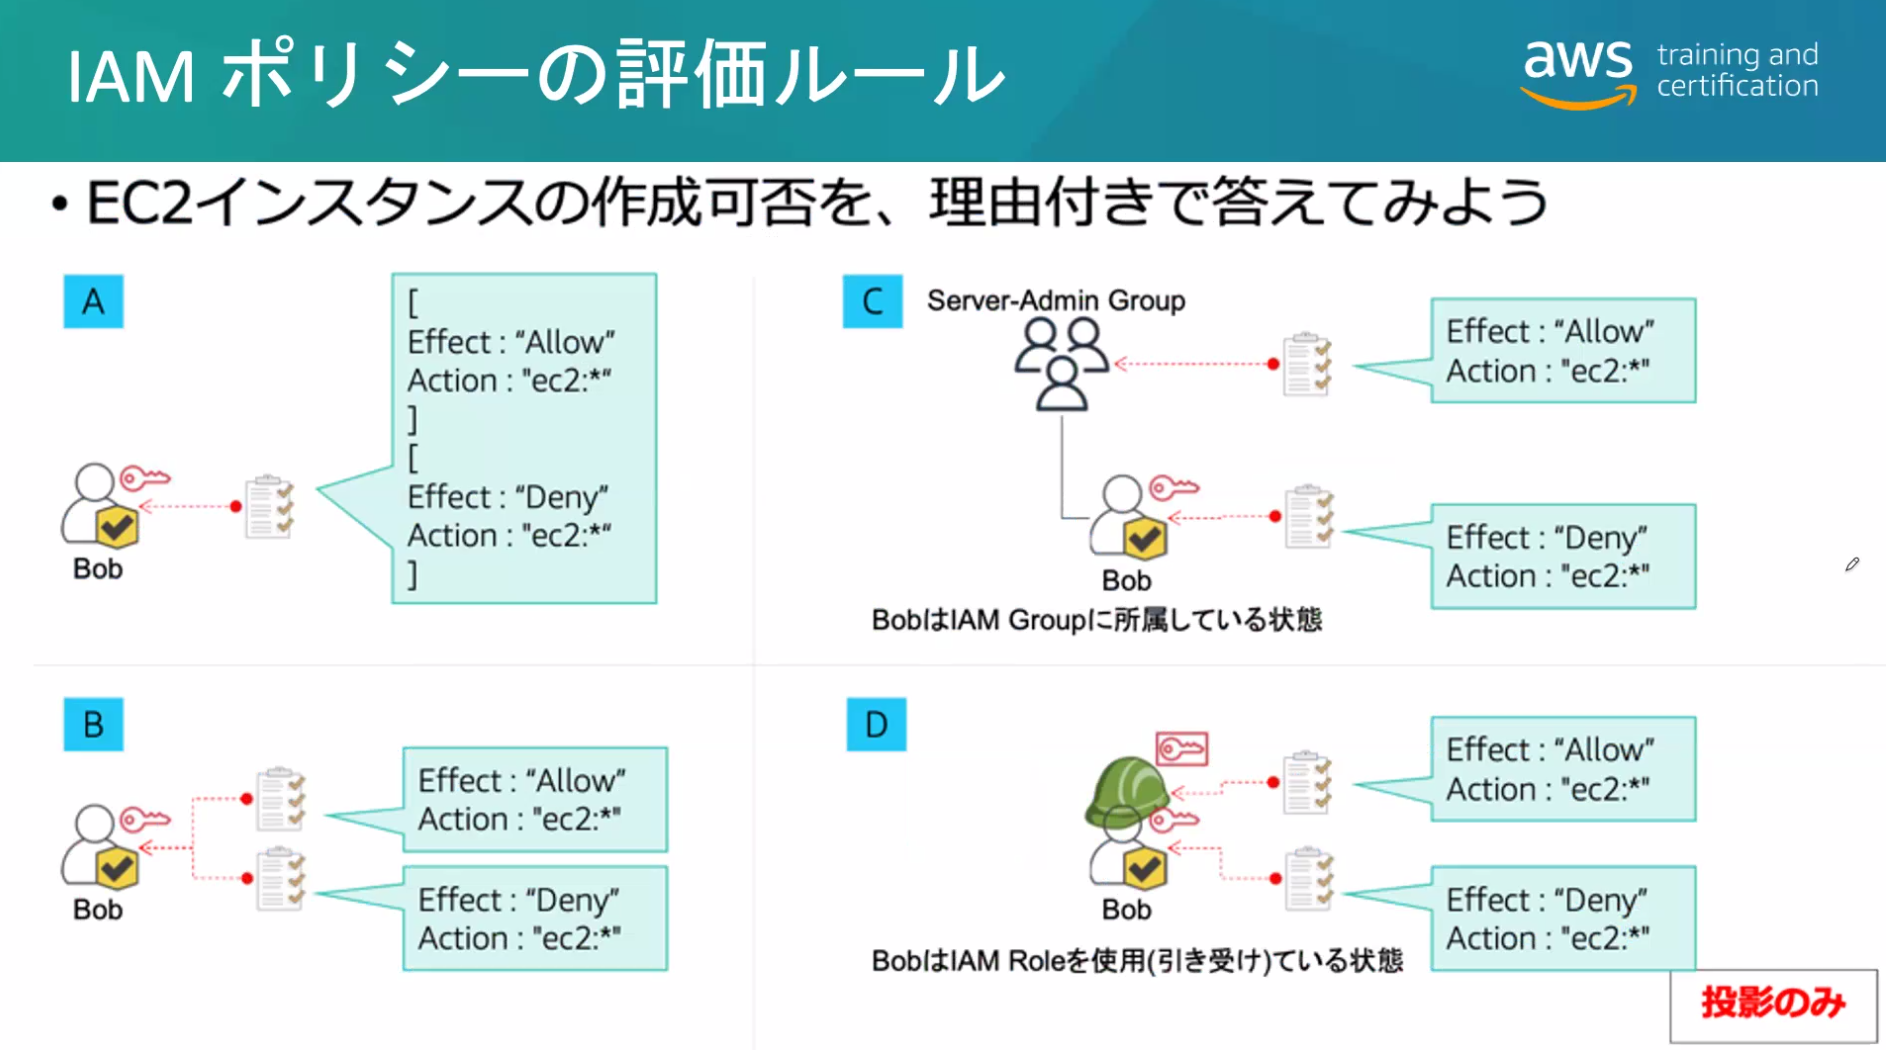 IAM ポリシーの評価ルール
aws training and certification
• EC2インスタンスの作成可否を、理由付きで答えてみよう
A
[
Effect : “Allow”
Action : "ec2:*“
]
[
Effect : “Deny”
Action : "ec2:*“
]
Bob
B
Effect : “Allow”
Action : "ec2:*"
Effect : “Deny”
Action : "ec2:*"
Bob
C
Server-Admin Group
Effect : “Allow”
Action : "ec2:*"
Effect : “Deny”
Action : "ec2:*"
Bob
BobはIAM Groupに所属している状態
D
Effect : “Allow”
Action : "ec2:*"
Effect : “Deny”
Action : "ec2:*"
Bob
BobはIAM Roleを使用(引き受け)ている状態
投影のみ